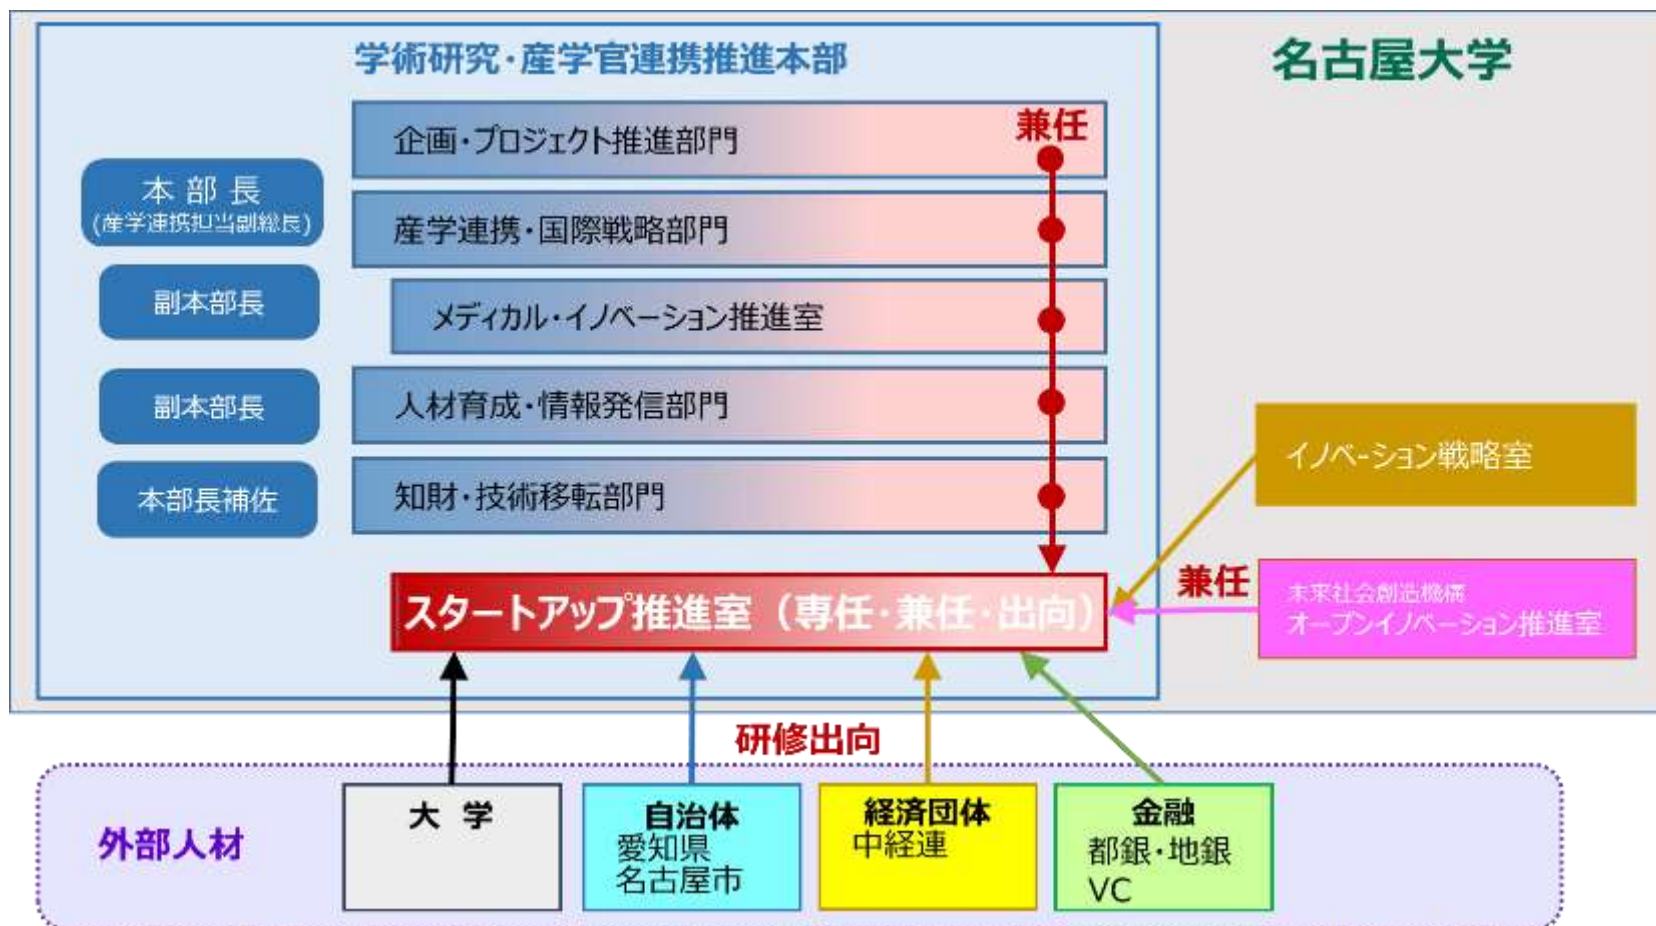 学術研究・産学官連携推進本部
名古屋大学
企画・プロジェクト推進部門
兼任
本部長
(産学連携担当副総長)
産学連携・国際戦略部門
副本部長
メディカル・イノベーション推進室
副本部長
人材育成・情報発信部門
イノベ-ション戦略室
本部長補佐
知財・技術移転部門
スタートアップ推進室（専任・兼任・出向）
兼任
未来社会創造機構
オープンイノベーション推進室
研修出向
外部人材
大 学
自治体
愛知県
名古屋市
経済団体
中経連
金融
都銀・地銀
VC